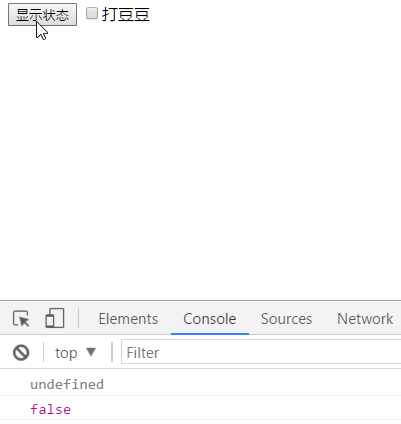 显示状态 打豆豆
Elements Console Sources Network
top ▼ Filter
undefined
false